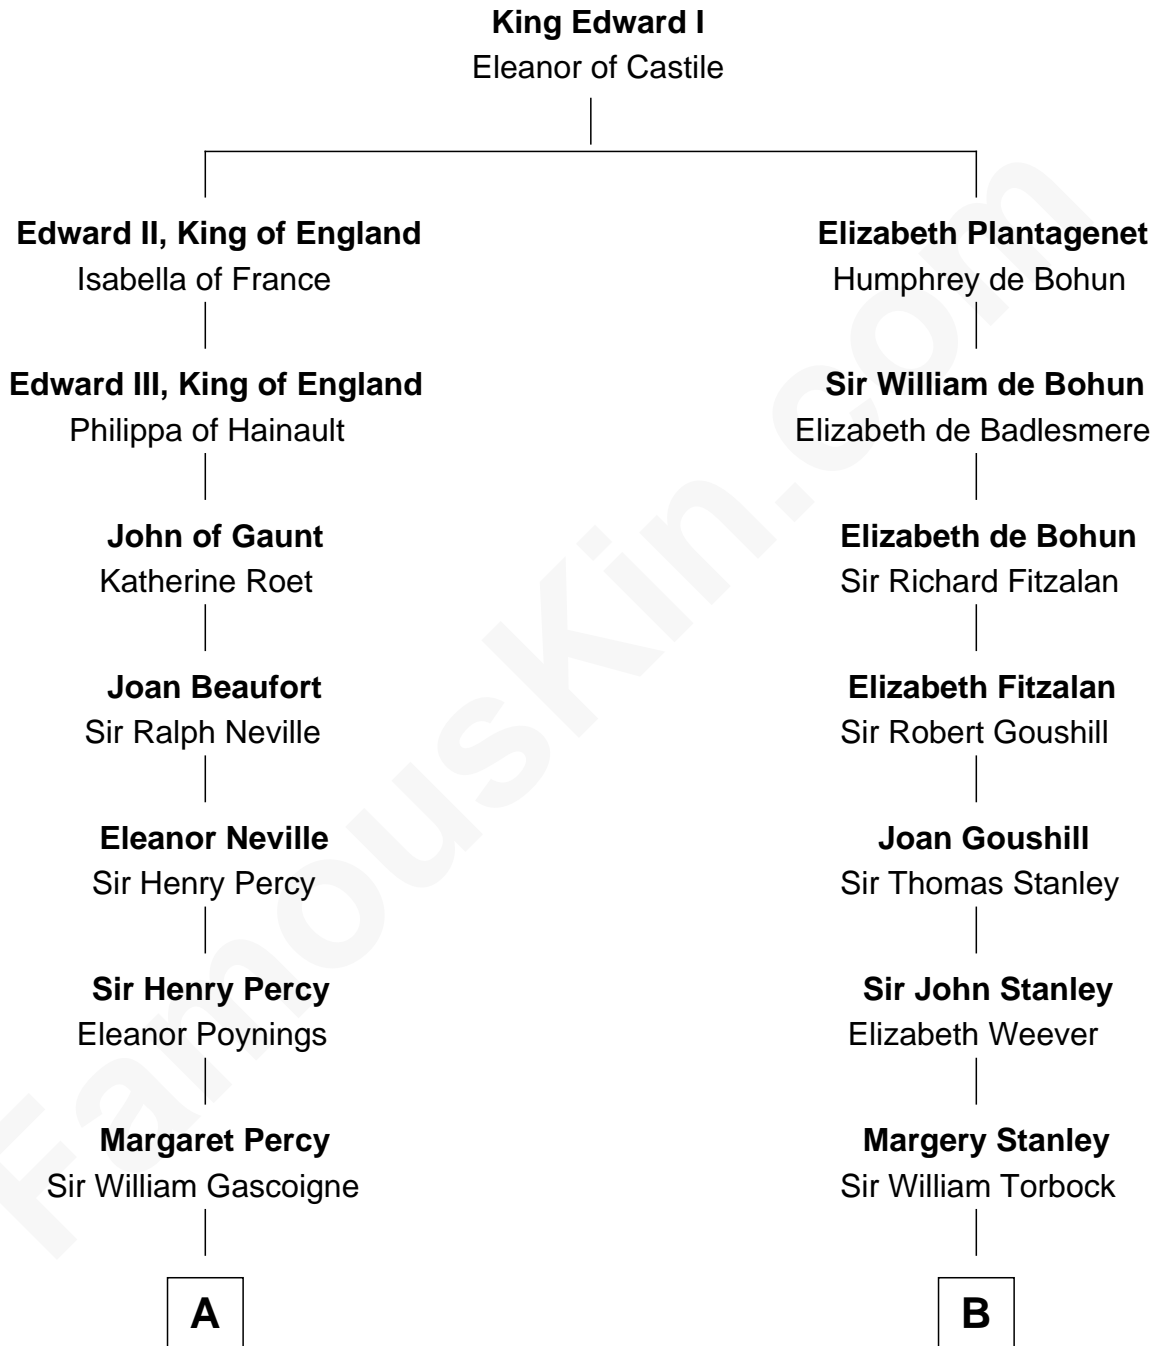 King Edward I
Eleanor of Castile
Edward II, King of England
Isabella of France
Elizabeth Plantagenet
Humphrey de Bohun
Edward III, King of England
Philippa of Hainault
Sir William de Bohun
Elizabeth de Badlesmere
John of Gaunt
Katherine Roet
Elizabeth de Bohun
Sir Richard Fitzalan
Joan Beaufort
Sir Ralph Neville
Elizabeth Fitzalan
Sir Robert Goushill
Eleanor Neville
Sir Henry Percy
Joan Goushill
Sir Thomas Stanley
Sir Henry Percy
Eleanor Poynings
Sir John Stanley
Elizabeth Weever
Margaret Percy
Sir William Gascoigne
Margery Stanley
Sir William Torbock
A
B
FamousKin.com